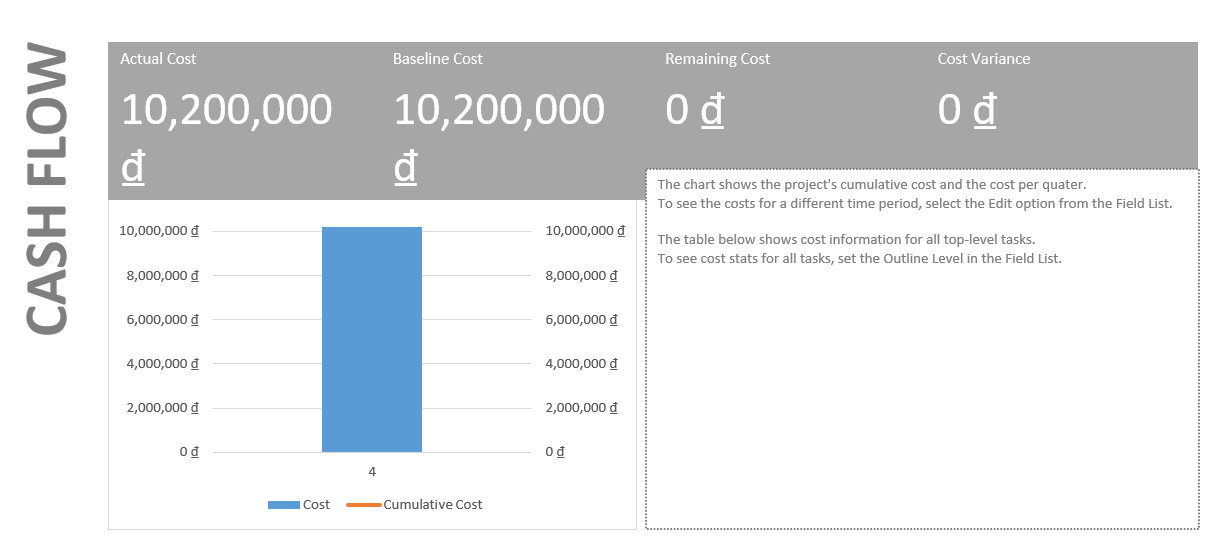 CASH FLOW
Actual Cost
10,200,000
₫
Baseline Cost
10,200,000
₫
Remaining Cost
0 ₫
Cost Variance
0 ₫
The chart shows the project's cumulative cost and the cost per quater.
To see the costs for a different time period, select the Edit option from the Field List.
The table below shows cost information for all top-level tasks.
To see cost stats for all tasks, set the Outline Level in the Field List.
10,000,000 ₫
8,000,000 ₫
6,000,000 ₫
4,000,000 ₫
2,000,000 ₫
0 ₫
10,000,000 ₫
8,000,000 ₫
6,000,000 ₫
4,000,000 ₫
2,000,000 ₫
0 ₫
4
Cost
Cumulative Cost